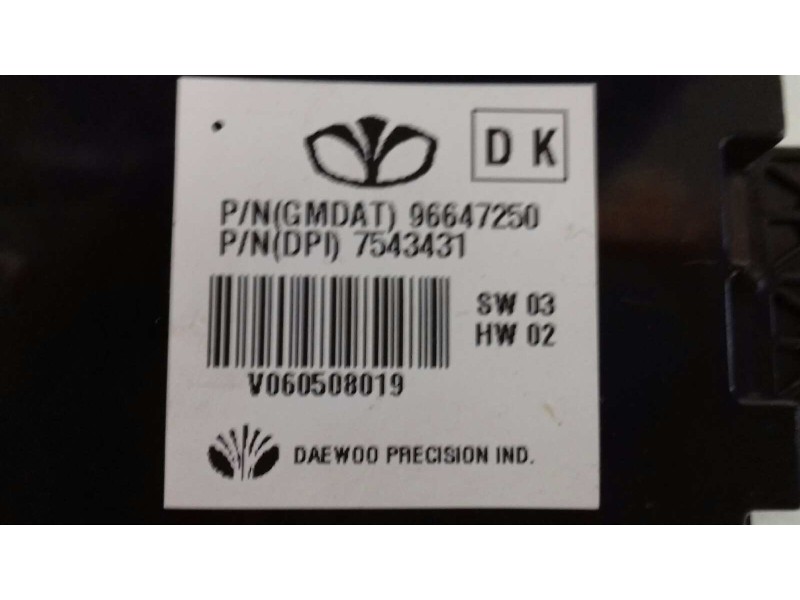 D K
P/N(GMDAT) 96647250
P/N(DPI) 7543431
SW 03
HW 02
V060508019
DAEWOO PRECISION IND.